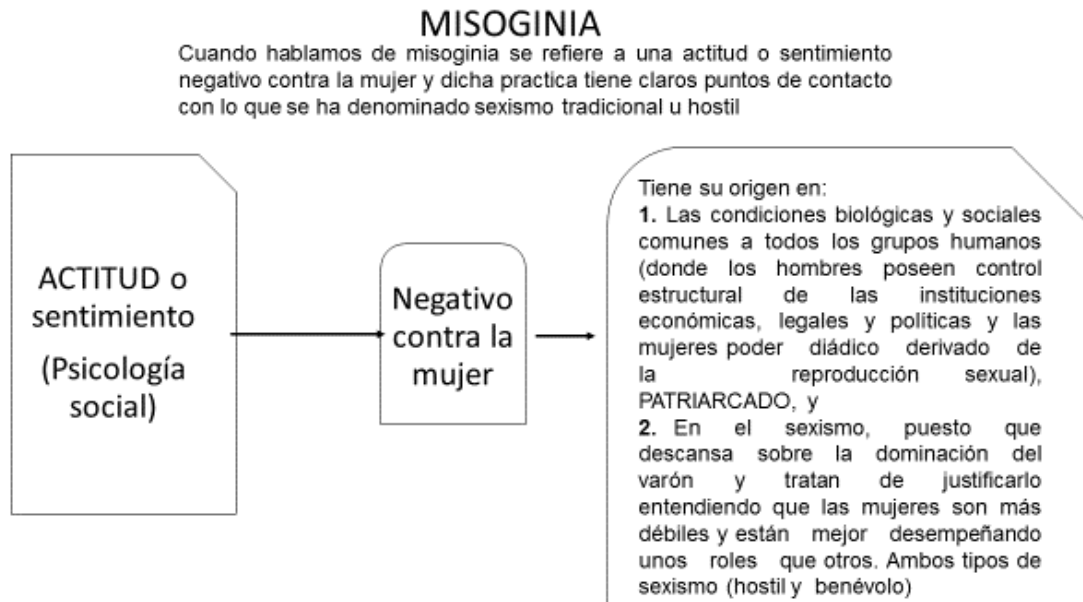 MISOGINIA
Cuando hablamos de misoginia se refiere a una actitud o sentimiento
negativo contra la mujer y dicha practica tiene claros puntos de contacto
con lo que se ha denominado sexismo tradicional u hostil
ACTITUD o
sentimiento
(Psicología
social)
Negativo
contra la
mujer
Tiene su origen en:
1. Las condiciones biológicas y sociales
comunes a todos los grupos humanos
(donde los hombres poseen control
estructural de las instituciones
económicas, legales y políticas y las
mujeres poder diádico derivado de
la reproducción sexual),
PATRIARCADO, y
2. En el sexismo, puesto que
descansa sobre la dominación del
varón y tratan de justificarlo
entendiendo que las mujeres son más
débiles y están mejor desempeñando
unos roles que otros. Ambos tipos de
sexismo (hostil y benévolo)